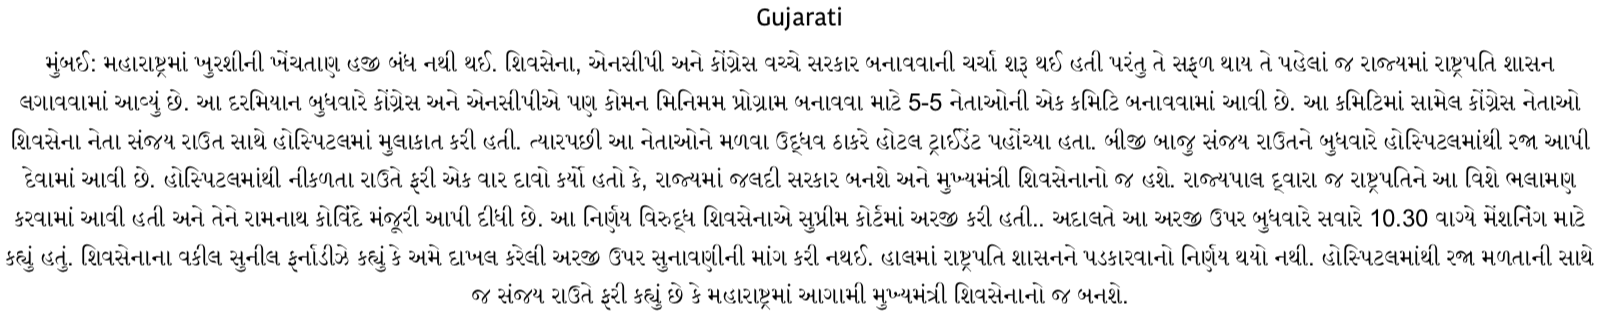 Gujarati
મુંબઈ: મહારાષ્ટ્રમાં ખુરશીની ખેંચતાણ હજી બંધ નથી થઈ. શિવસેના, એનસીપી અને કોંગ્રેસ વચ્ચે સરકાર બનાવવાની ચર્ચા શરૂ થઈ હતી પરંતુ તે સફળ થાય તે પહેલાં જ રાજ્યમાં રાષ્ટ્રપતિ શાસન
લગાવવામાં આવ્યું છે. આ દરમિયાન બુધવારે કોંગ્રેસ અને એનસીપીએ પણ કોમન મિનિમમ પ્રોગ્રામ બનાવવા માટે 5-5 નેતાઓની એક કમિટિ બનાવવામાં આવી છે. આ કમિટિમાં સામેલ કોંગ્રેસ નેતાઓ
શિવસેના નેતા સંજય રાઉત સાથે હોસ્પિટલમાં મુલાકાત કરી હતી. ત્યારપછી આ નેતાઓને મળવા ઉદ્ધવ ઠાકરે હોટલ ટ્રાઈડેંટ પહોંચ્યા હતા. બીજી બાજુ સંજય રાઉતને બુધવારે હોસ્પિટલમાંથી રજા આપી
દેવામાં આવી છે. હોસ્પિટલમાંથી નીકળતા રાઉતે ફરી એક વાર દાવો કર્યો હતો કે, રાજ્યમાં જલદી સરકાર બનશે અને મુખ્યમંત્રી શિવસેનાનો જ હશે. રાજ્યપાલ દ્વારા જ રાષ્ટ્રપતિને આ વિશે ભલામણ
કરવામાં આવી હતી અને તેને રામનાથ કોવિંદે મંજૂરી આપી દીધી છે. આ નિર્ણય વિરુદ્ધ શિવસેનાએ સુપ્રીમ કોર્ટમાં અરજી કરી હતી.. અદાલતે આ અરજી ઉપર બુધવારે સવારે 10.30 વાગ્યે મેંશનિંગ માટે
કહ્યું હતું. શિવસેનાના વકીલ સુનીલ ફર્નાડીઝે કહ્યું કે અમે દાખલ કરેલી અરજી ઉપર સુનાવણીની માંગ કરી નથઈ. હાલમાં રાષ્ટ્રપતિ શાસનને પડકારવાનો નિર્ણય થયો નથી. હોસ્પિટલમાંથી રજા મળતાની સાથે
જ સંજય રાઉતે ફરી કહ્યું છે કે મહારાષ્ટ્રમાં આગામી મુખ્યમંત્રી શિવસેનાનો જ બનશે.